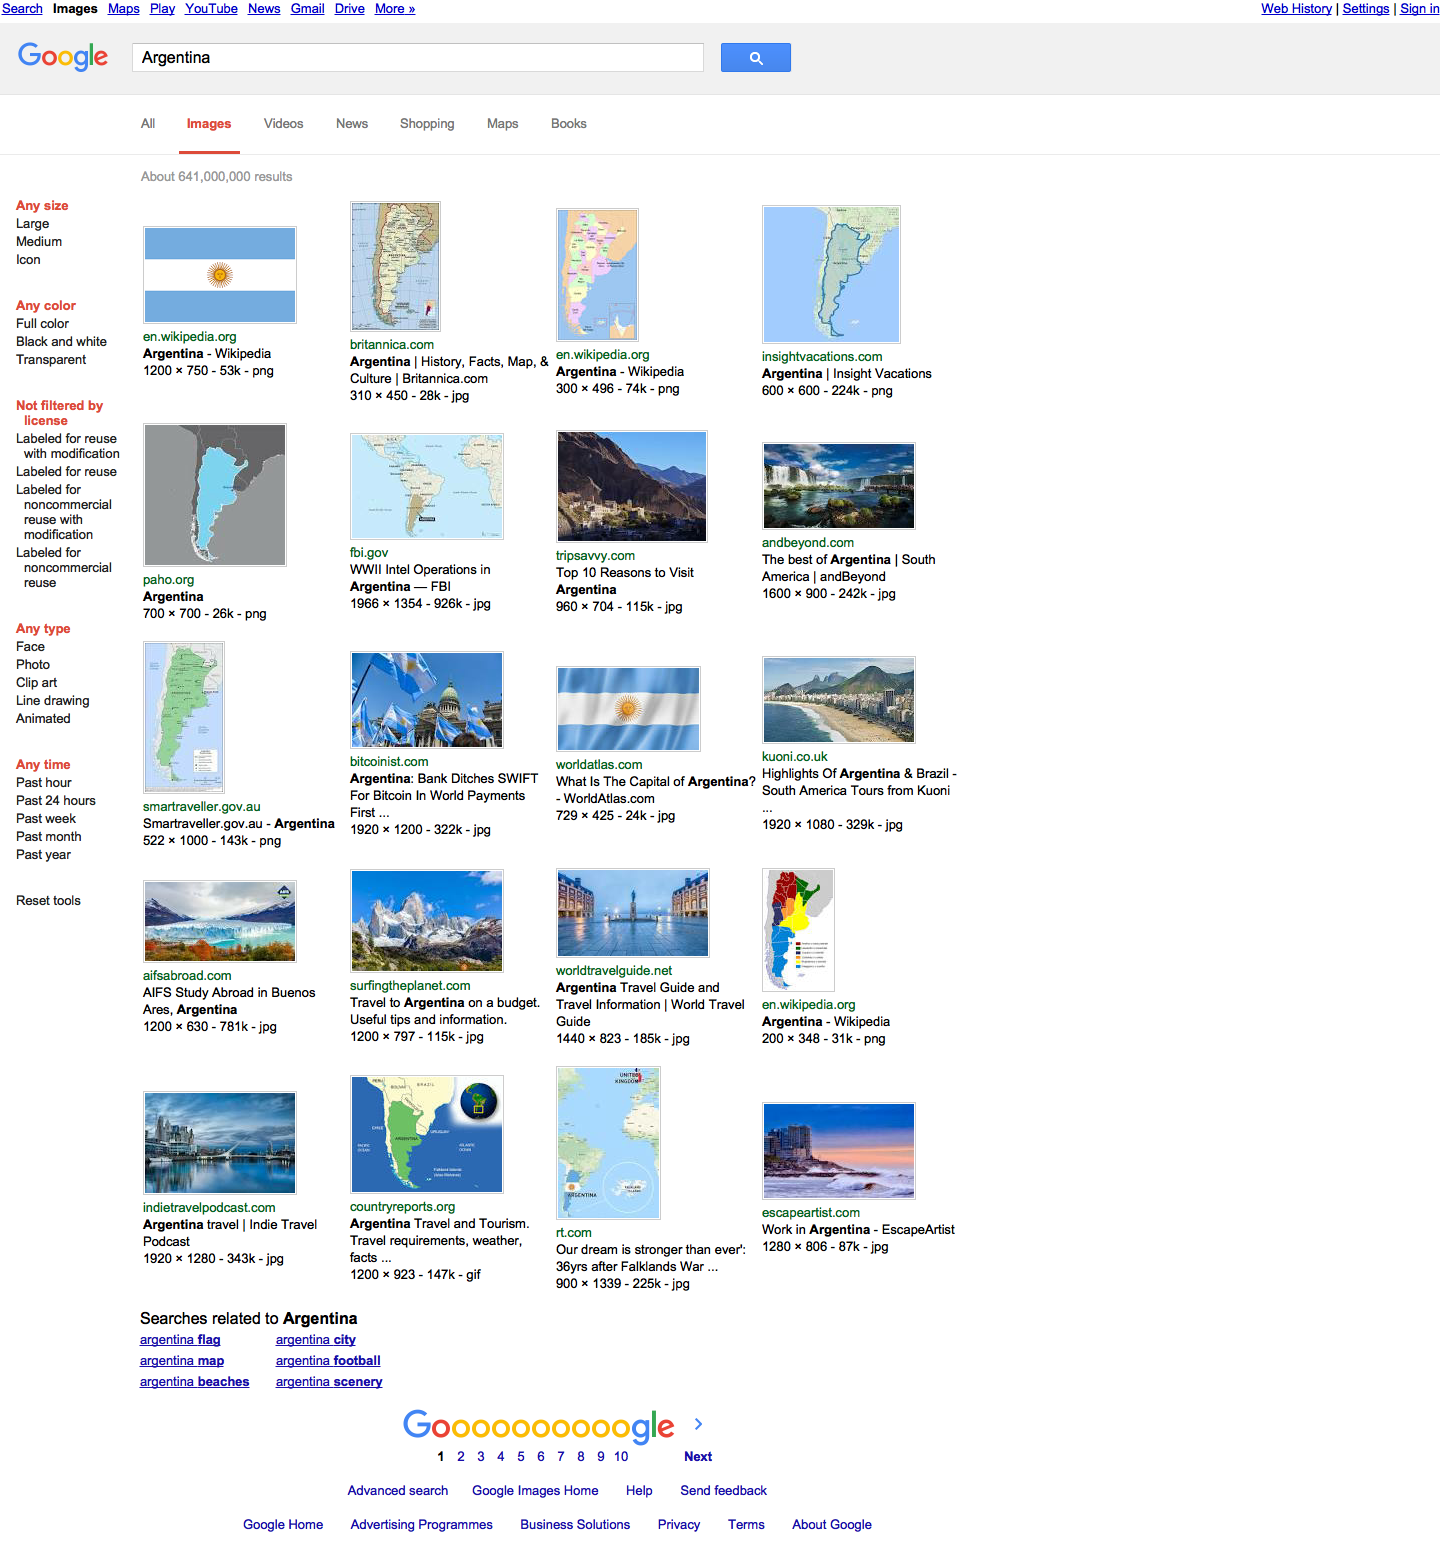 Search Images Maps Play YouTube News Gmail Drive More »
Web History | Settings | Sign in
Google
Argentina
All Images Videos News Shopping Maps Books
About 641,000,000 results
Any size
Large
Medium
Icon
Any color
Full color
Black and white
Transparent
Not filtered by
license
Labeled for reuse
with modification
Labeled for reuse
Labeled for
noncommercial
reuse with
modification
Labeled for
noncommercial
reuse
Any type
Face
Photo
Clip art
Line drawing
Animated
Any time
Past hour
Past 24 hours
Past week
Past month
Past year
Reset tools
en.wikipedia.org
Argentina - Wikipedia
1200 × 750 - 53k - png
britannica.com
Argentina | History, Facts, Map, &
Culture | Britannica.com
310 × 450 - 28k - jpg
en.wikipedia.org
Argentina - Wikipedia
300 × 496 - 74k - png
insightvacations.com
Argentina | Insight Vacations
600 × 600 - 224k - png
paho.org
Argentina
700 × 700 - 26k - png
fbi.gov
WWII Intel Operations in
Argentina — FBI
1966 × 1354 - 926k - jpg
tripsavvy.com
Top 10 Reasons to Visit
Argentina
960 × 704 - 115k - jpg
andbeyond.com
The best of Argentina | South
America | andBeyond
1600 × 900 - 242k - jpg
smartraveller.gov.au
Smartraveller.gov.au - Argentina
522 × 1000 - 143k - png
bitcoinist.com
Argentina: Bank Ditches SWIFT
For Bitcoin In World Payments
First ...
1920 × 1200 - 322k - jpg
worldatlas.com
What Is The Capital of Argentina?
- WorldAtlas.com
729 × 425 - 24k - jpg
kuoni.co.uk
Highlights Of Argentina & Brazil -
South America Tours from Kuoni
...
1920 × 1080 - 329k - jpg
aifsabroad.com
AIFS Study Abroad in Buenos
Ares, Argentina
1200 × 630 - 781k - jpg
surfingtheplanet.com
Travel to Argentina on a budget.
Useful tips and information.
1200 × 797 - 115k - jpg
worldtravelguide.net
Argentina Travel Guide and
Travel Information | World Travel
Guide
1440 × 823 - 185k - jpg
en.wikipedia.org
Argentina - Wikipedia
200 × 348 - 31k - png
indietravelpodcast.com
Argentina travel | Indie Travel
Podcast
1920 × 1280 - 343k - jpg
PERU
BOLIVIA
BRAZIL
CHILE
URUGUAY
ARGENTINA
PACIFIC
OCEAN
ATLANTIC
OCEAN
Falkland Islands
countryreports.org
Argentina Travel and Tourism.
Travel requirements, weather,
facts ...
1200 × 923 - 147k - gif
UNITED
KINGDOM
ARGENTINA
FALKLAND
ISLANDS
rt.com
Our dream is stronger than ever':
36yrs after Falklands War ...
900 × 1339 - 225k - jpg
escapeartist.com
Work in Argentina - EscapeArtist
1280 × 806 - 87k - jpg
Searches related to Argentina
argentina flag argentina city
argentina map argentina football
argentina beaches argentina scenery
Goooooooooogle
1 2 3 4 5 6 7 8 9 10 Next
Advanced search Google Images Home Help Send feedback
Google Home Advertising Programmes Business Solutions Privacy Terms About Google